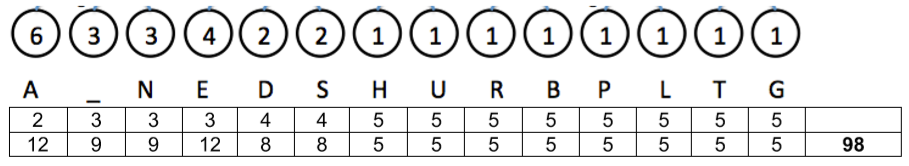 6 3 3 4 2 2 1 1 1 1 1 1 1 1
A _ N E D S H U R B P L T G
2 3 3 3 4 4 5 5 5 5 5 5 5 5
12 9 9 12 8 8 5 5 5 5 5 5 5 5 98